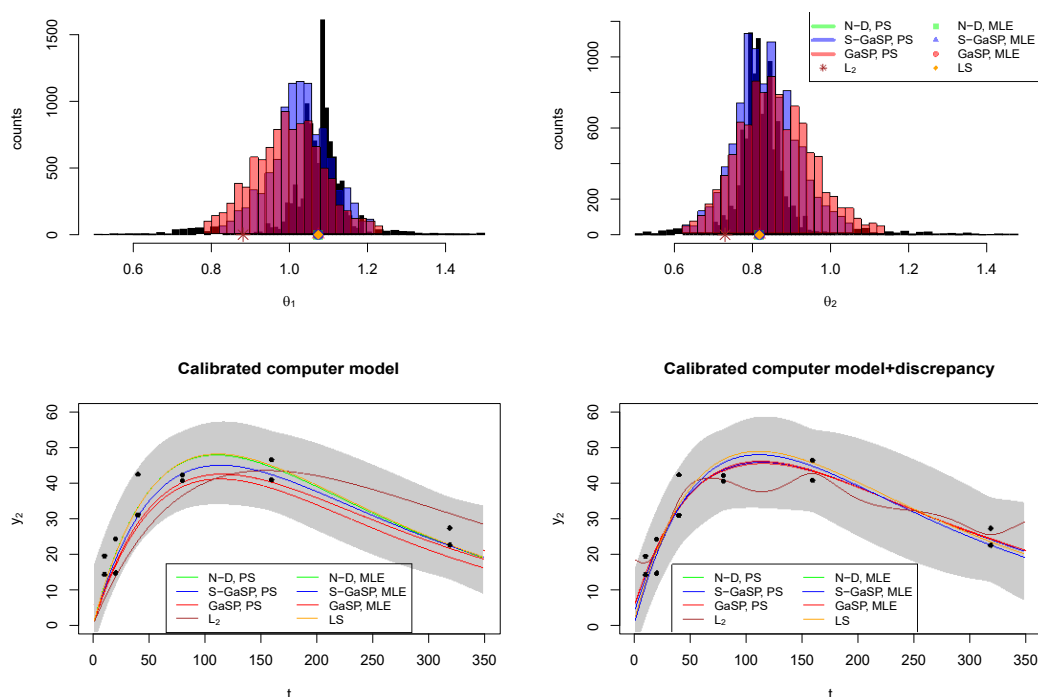 counts
0
500
1000
1500
0.6 0.8 1.0 1.2 1.4
θ1
counts
0
200
600
1000
0.6 0.8 1.0 1.2 1.4
θ2
N−D, PS N−D, MLE
S−GaSP, PS S−GaSP, MLE
GaSP, PS GaSP, MLE
L2 LS
Calibrated computer model
y2
0
10
20
30
40
50
60
N−D, PS N−D, MLE
S−GaSP, PS S−GaSP, MLE
GaSP, PS GaSP, MLE
L2 LS
0 50 100 150 200 250 300 350
t
Calibrated computer model+discrepancy
y2
0
10
20
30
40
50
60
N−D, PS N−D, MLE
S−GaSP, PS S−GaSP, MLE
GaSP, PS GaSP, MLE
L2 LS
0 50 100 150 200 250 300 350
t